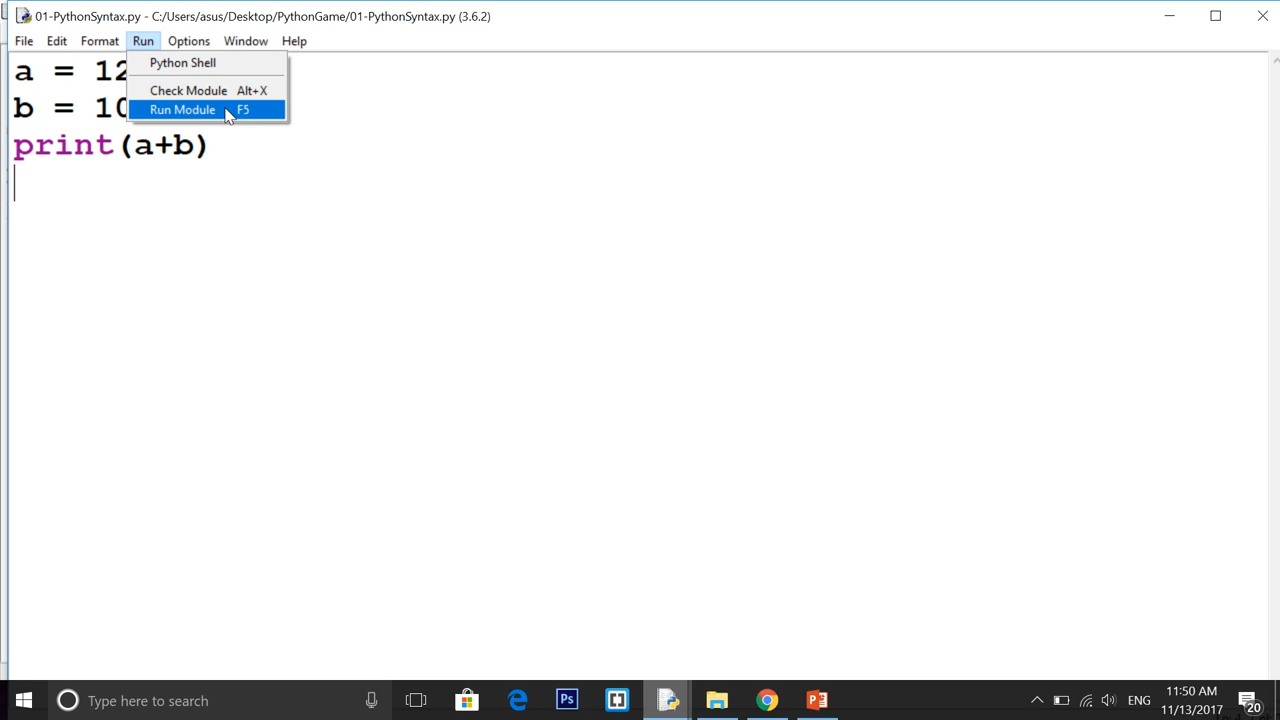 01-PythonSyntax.py - C:/Users/asus/Desktop/PythonGame/01-PythonSyntax.py (3.6.2)
File Edit Format Run Options Window Help
Python Shell
a = 12
Check Module Alt+X
b = 10
Run Module F5
print(a+b)
Type here to search
Ps
ENG
11:50 AM
11/13/2017
20